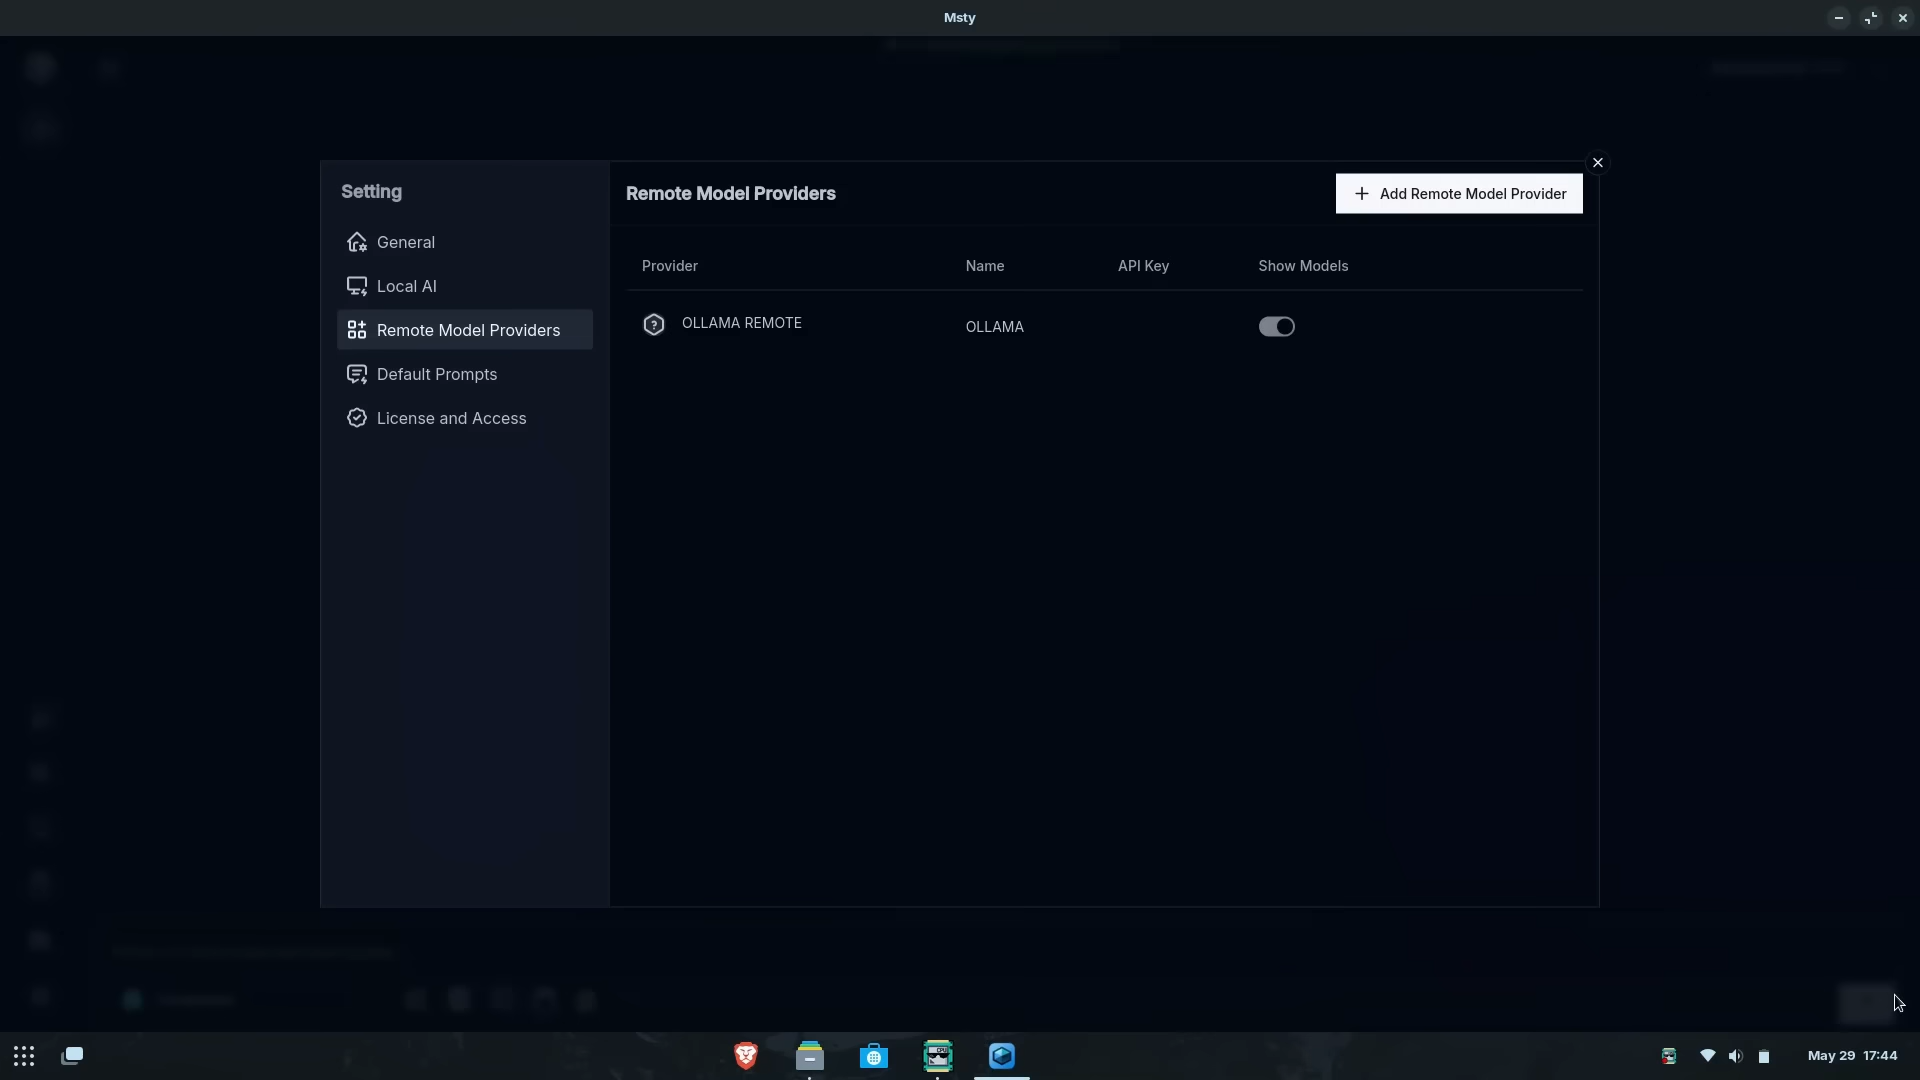 Msty
Setting
General
Local AI
Remote Model Providers
Default Prompts
License and Access
Remote Model Providers
Add Remote Model Provider
Provider Name API Key Show Models
OLLAMA REMOTE OLLAMA
May 29 17:44